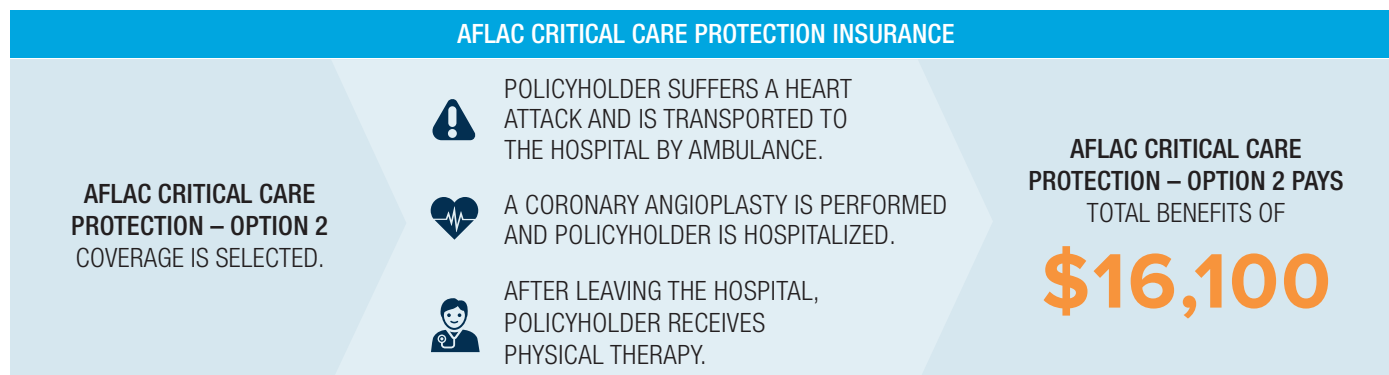 AFLAC CRITICAL CARE PROTECTION INSURANCE
AFLAC CRITICAL CARE
PROTECTION – OPTION 2
COVERAGE IS SELECTED.
POLICYHOLDER SUFFERS A HEART
ATTACK AND IS TRANSPORTED TO
THE HOSPITAL BY AMBULANCE.
A CORONARY ANGIOPLASTY IS PERFORMED
AND POLICYHOLDER IS HOSPITALIZED.
AFTER LEAVING THE HOSPITAL,
POLICYHOLDER RECEIVES
PHYSICAL THERAPY.
AFLAC CRITICAL CARE
PROTECTION – OPTION 2 PAYS
TOTAL BENEFITS OF
$16,100